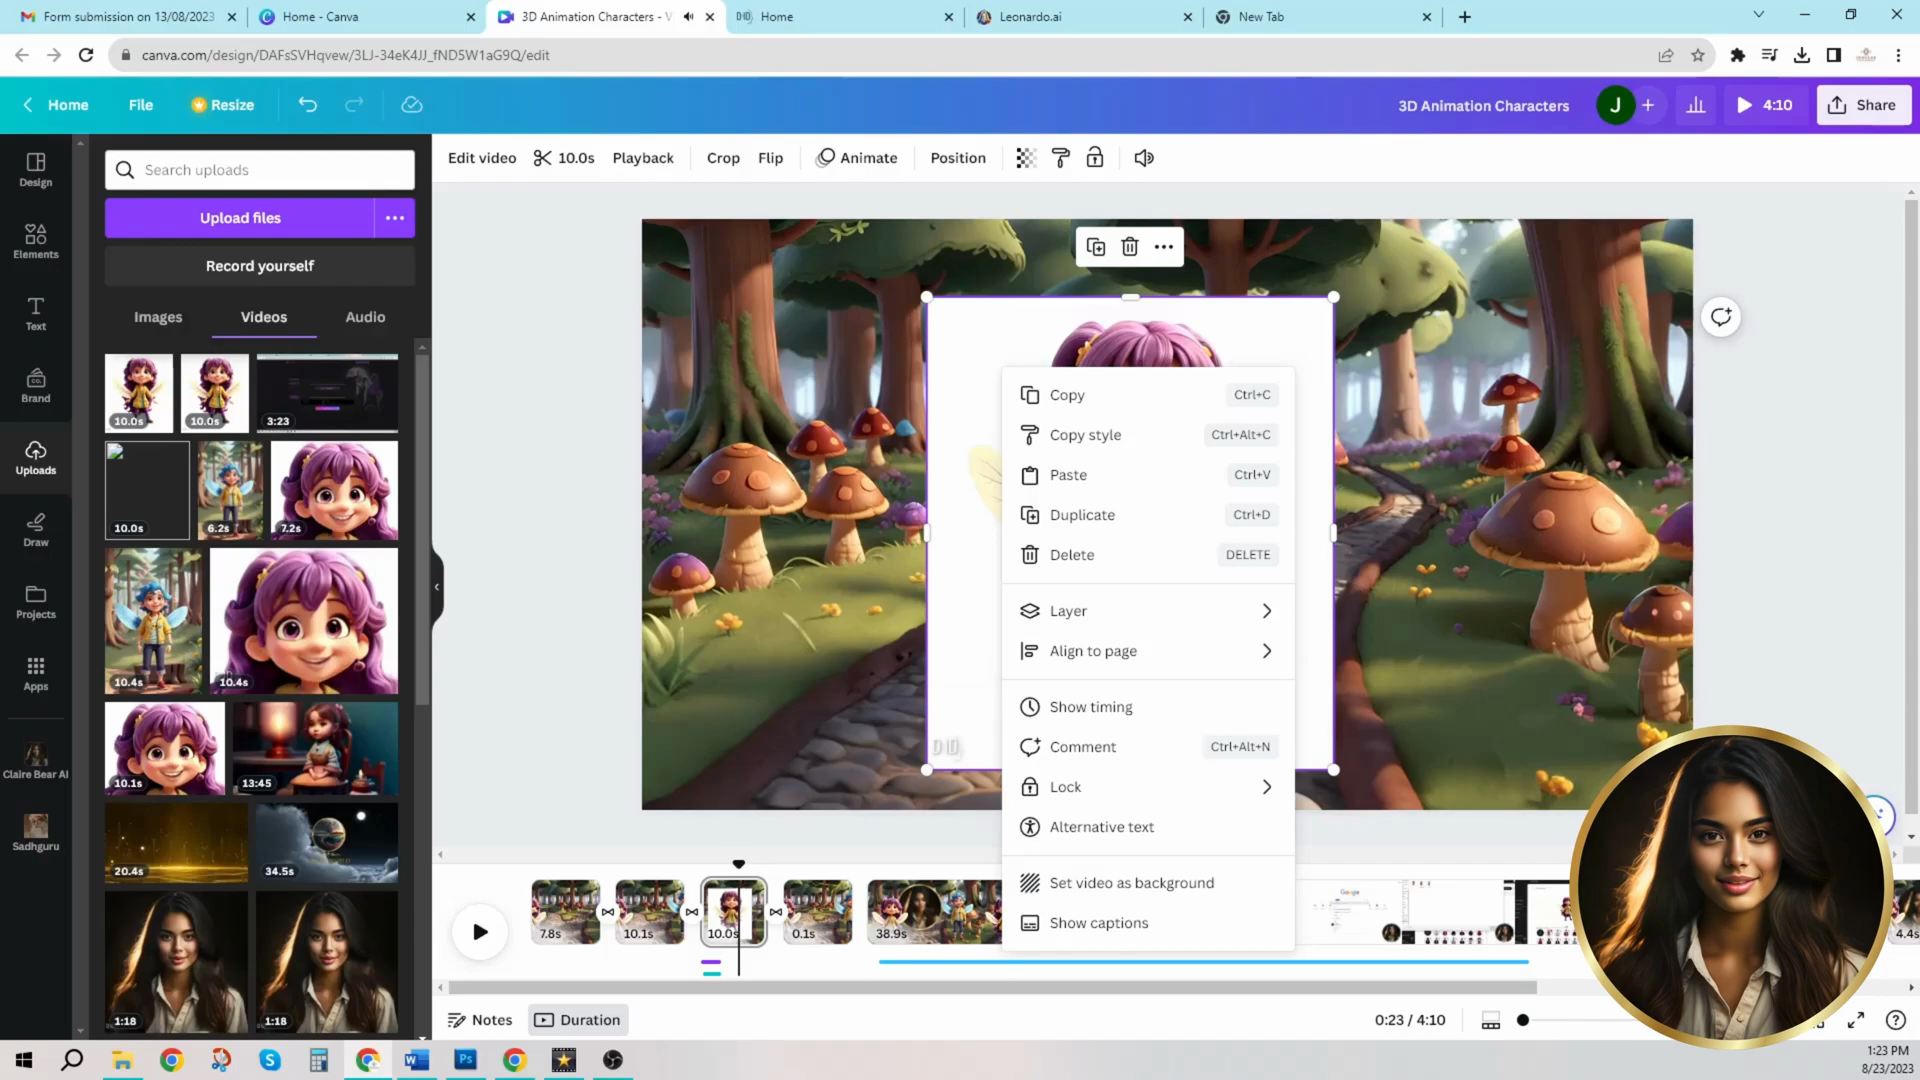 Form submission on 13/08/2023
Home - Canva
3D Animation Characters - V
D-ID Home
Leonardo.ai
New Tab
canva.com/design/DAFsSVHqvew/3LJ-34eK4JJ_fND5W1aG9Q/edit
Home
File
Resize
3D Animation Characters
J
4:10
Share
Design
Elements
Text
Brand
Uploads
Draw
Projects
Apps
Claire Bear AI
Sadhguru
Search uploads
Upload files
Record yourself
Images
Videos
Audio
10.0s
10.0s
3:23
10.0s
6.2s
7.2s
10.4s
10.4s
10.1s
13:45
20.4s
34.5s
1:18
1:18
Edit video
10.0s
Playback
Crop
Flip
Animate
Position
Copy Ctrl+C
Copy style Ctrl+Alt+C
Paste Ctrl+V
Duplicate Ctrl+D
Delete DELETE
Layer
Align to page
Show timing
Comment Ctrl+Alt+N
Lock
Alternative text
Set video as background
Show captions
D-ID
7.8s
10.1s
10.0s
0.1s
38.9s
Google
4.4s
Notes
Duration
0:23 / 4:10
W
Ps
1:23 PM
8/23/2023